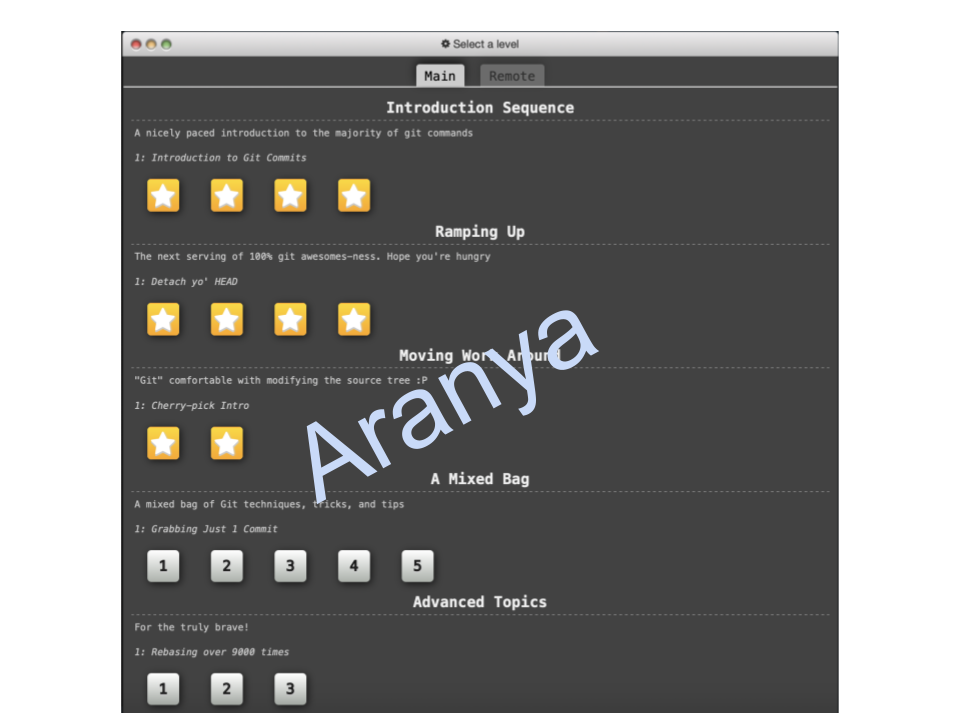 Select a level
Main Remote
Introduction Sequence
A nicely paced introduction to the majority of git commands
1: Introduction to Git Commits
Ramping Up
The next serving of 100% git awesomes-ness. Hope you're hungry
1: Detach yo' HEAD
Moving Work Around
"Git" comfortable with modifying the source tree :P
1: Cherry-pick Intro
Aranya
A Mixed Bag
A mixed bag of Git techniques, tricks, and tips
1: Grabbing Just 1 Commit
1 2 3 4 5
Advanced Topics
For the truly brave!
1: Rebasing over 9000 times
1 2 3